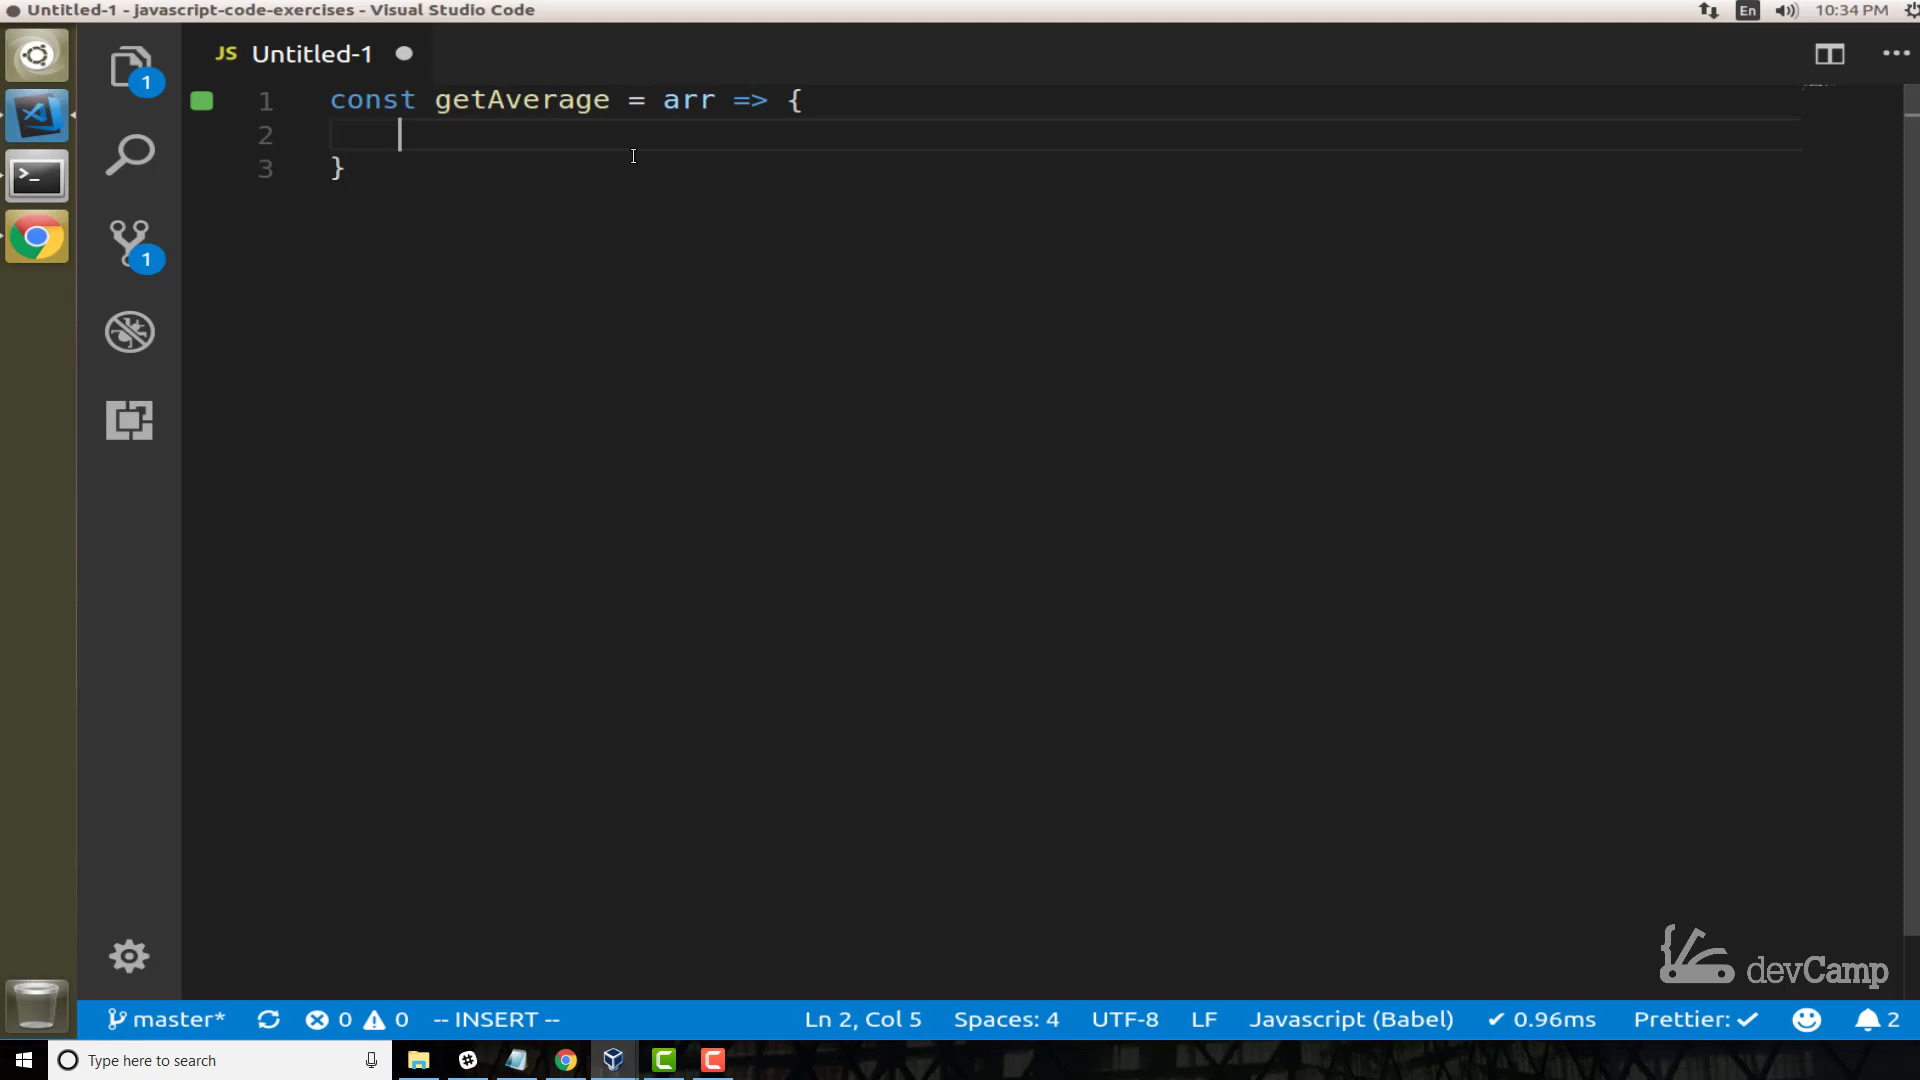 Untitled-1 - javascript-code-exercises - Visual Studio Code
En
10:34 PM
JS Untitled-1
1 const getAverage = arr => {
2
3 }
1
1
devCamp
master* 0 0 -- INSERT -- Ln 2, Col 5 Spaces: 4 UTF-8 LF Javascript (Babel) ✔ 0.96ms Prettier: ✔ 2
Type here to search